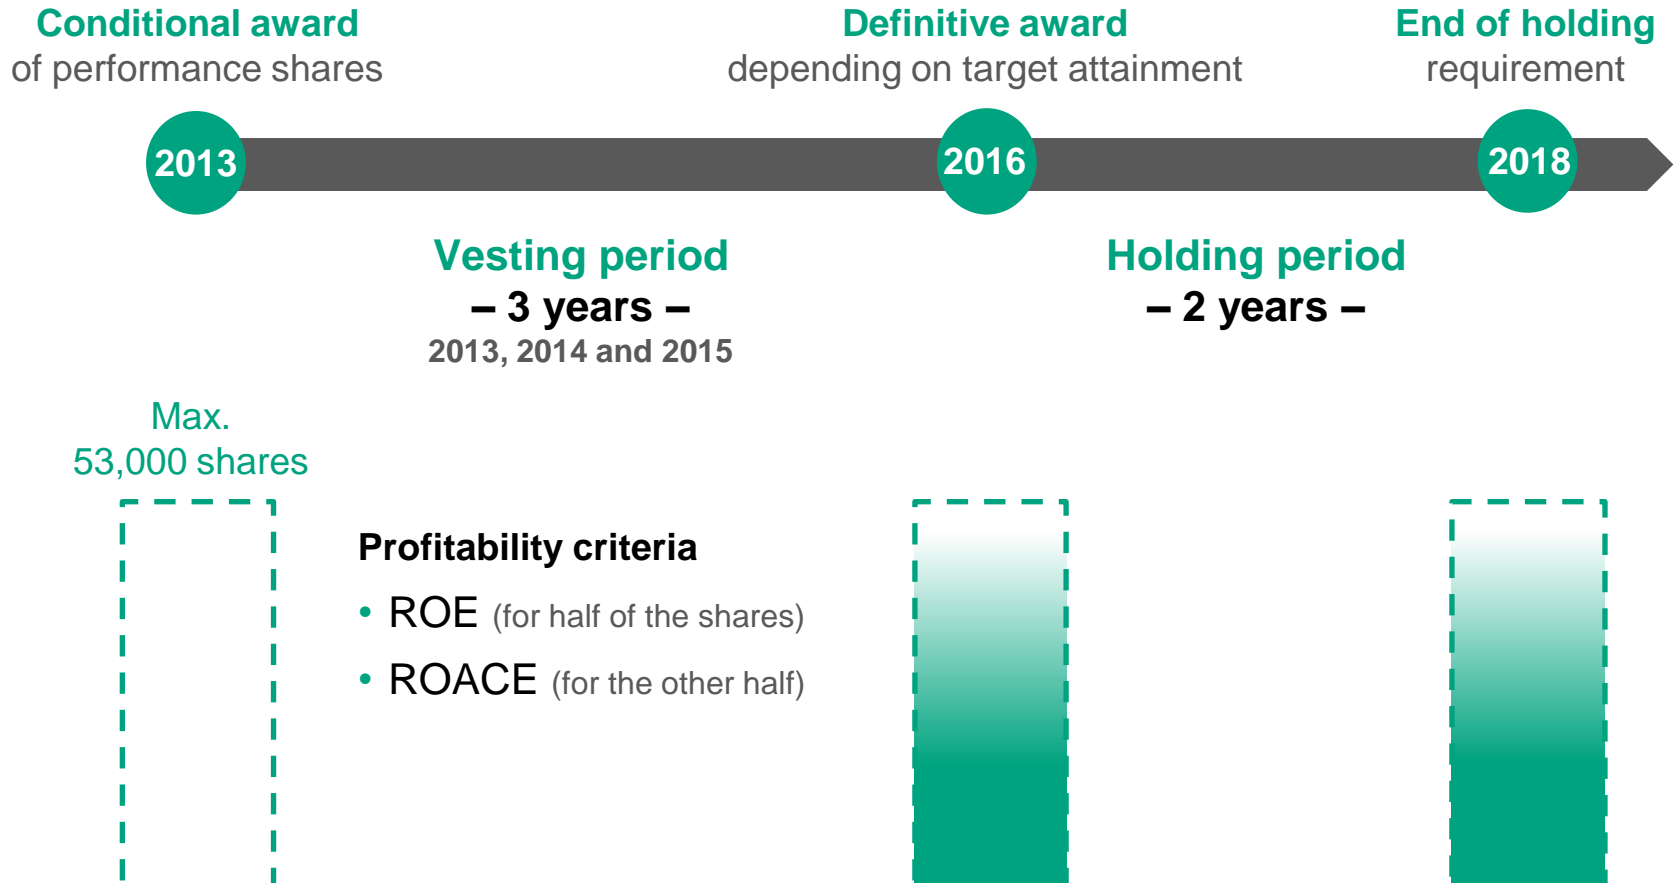 Conditional award
of performance shares
Definitive award
depending on target attainment
End of holding
requirement
2013
2016
2018
Vesting period
– 3 years –
2013, 2014 and 2015
Holding period
– 2 years –
Max.
53,000 shares
Profitability criteria
• ROE (for half of the shares)
• ROACE (for the other half)